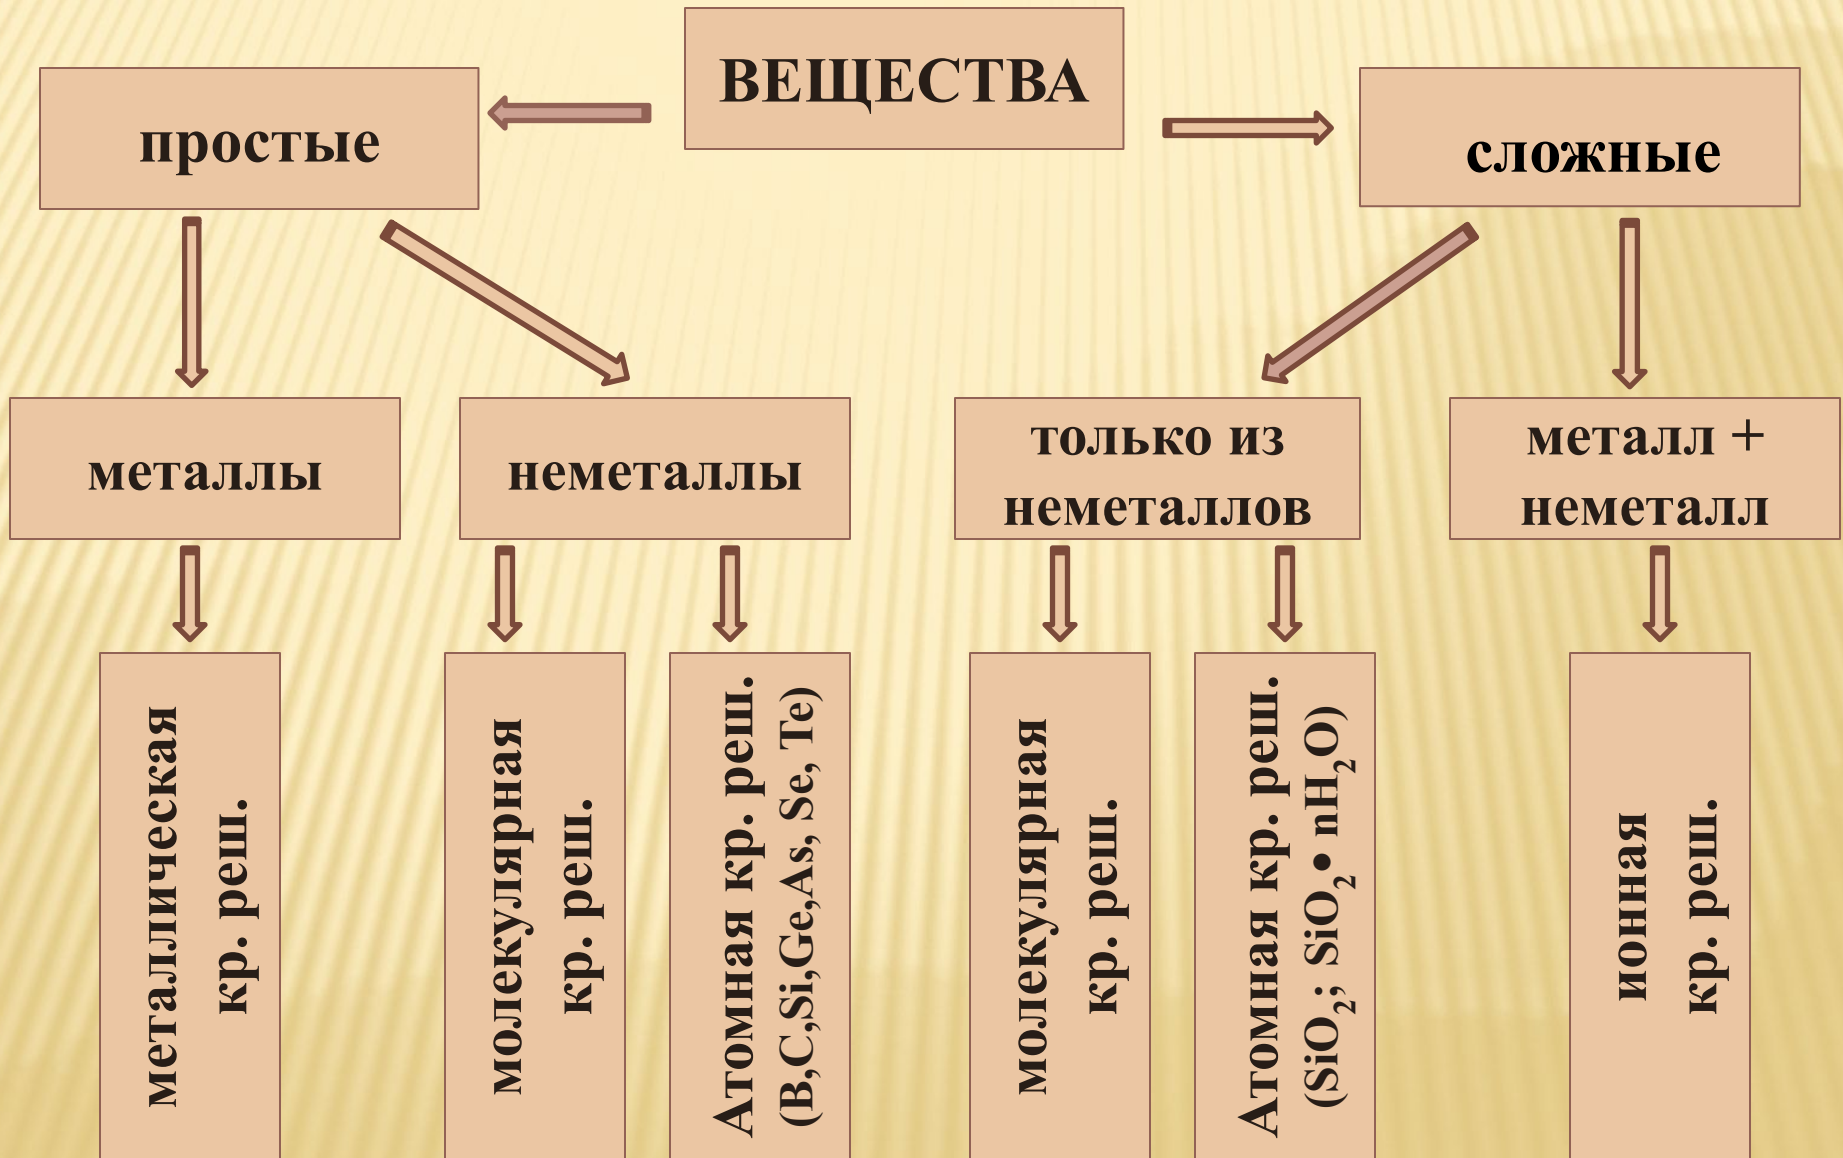 ВЕЩЕСТВА
простые
сложные
металлы
неметаллы
только из
неметаллов
металл +
неметалл
металлическая
кр. реш.
молекулярная
кр. реш.
Атомная кр. реш.
(B,C,Si,Ge,As, Se, Te)
молекулярная
кр. реш.
Атомная кр. реш.
(SiO₂; SiO₂ • nH₂O)
ионная
кр. реш.